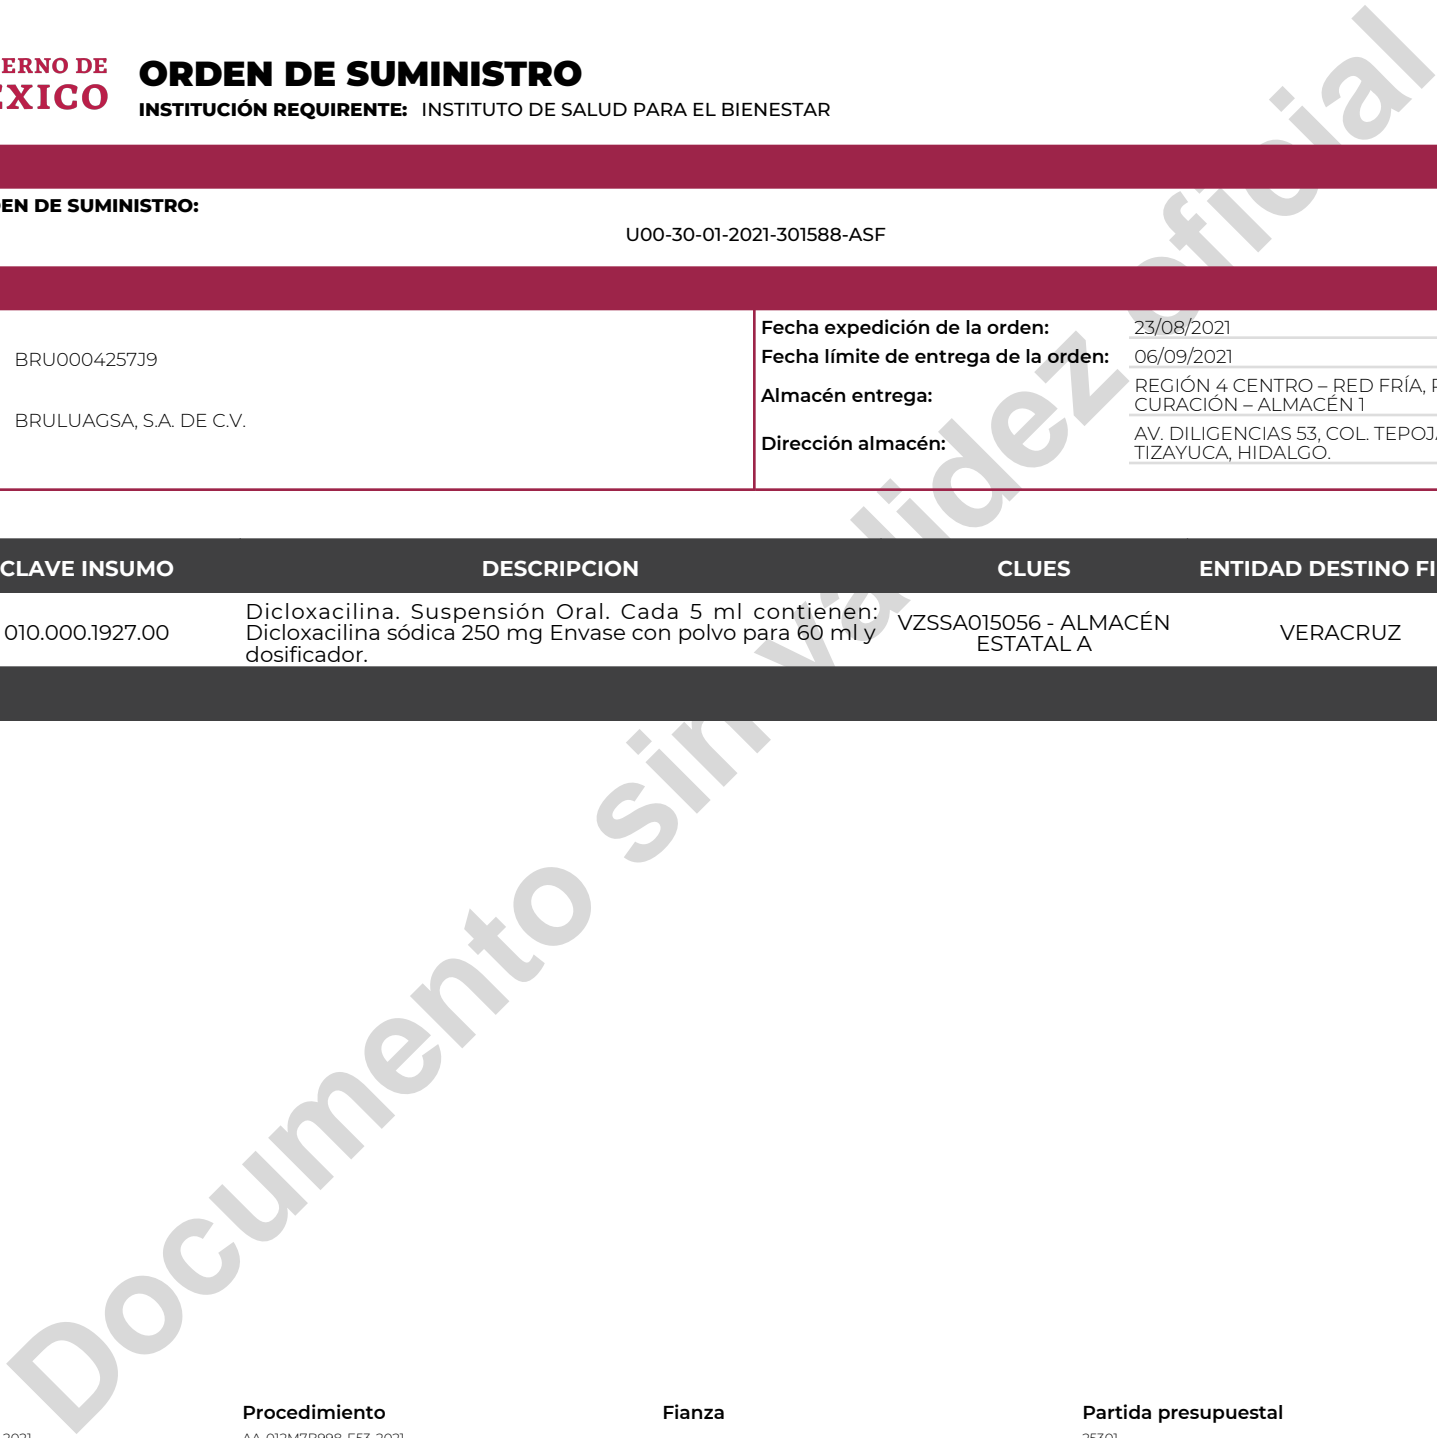 ERNO DE
EXICO
ORDEN DE SUMINISTRO
INSTITUCIÓN REQUIRENTE: INSTITUTO DE SALUD PARA EL BIENESTAR
EN DE SUMINISTRO:
U00-30-01-2021-301588-ASF
BRU0004257J9
BRULUAGSA, S.A. DE C.V.
Fecha expedición de la orden: 23/08/2021
Fecha límite de entrega de la orden: 06/09/2021
Almacén entrega: REGIÓN 4 CENTRO – RED FRÍA,
CURACIÓN – ALMACÉN 1
Dirección almacén: AV. DILIGENCIAS 53, COL. TEPOJ
TIZAYUCA, HIDALGO.
CLAVE INSUMO DESCRIPCION CLUES ENTIDAD DESTINO FI
010.000.1927.00
Dicloxacilina. Suspensión Oral. Cada 5 ml contienen:
Dicloxacilina sódica 250 mg Envase con polvo para 60 ml y
dosificador.
VZSSA015056 - ALMACÉN
ESTATAL A
VERACRUZ
Documento sin validez oficial
Procedimiento Fianza Partida presupuestal